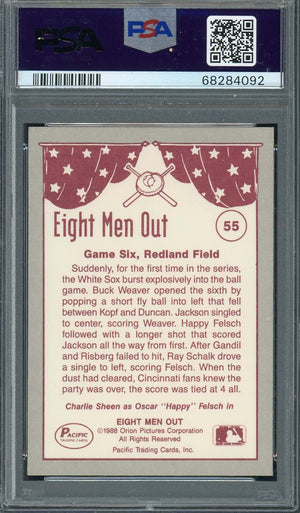 PSA
PSA
68284092
Eight Men Out
55
Game Six, Redland Field
Suddenly, for the first time in the series,
the White Sox burst explosively into the ball
game. Buck Weaver opened the sixth by
popping a short fly ball into left that fell
between Kopf and Duncan. Jackson singled
to center, scoring Weaver. Happy Felsch
followed with a longer shot that scored
Jackson all the way from first. After Gandil
and Risberg failed to hit, Ray Schalk drove
a single to left, scoring Felsch. When the
dust had cleared, Cincinnati fans knew the
party was over, the score was tied at 4 all.
Charlie Sheen as Oscar "Happy" Felsch in
EIGHT MEN OUT
©1988 Orion Pictures Corporation
All Rights Reserved
Pacific Trading Cards, Inc.
PACIFIC
TRADING CARDS